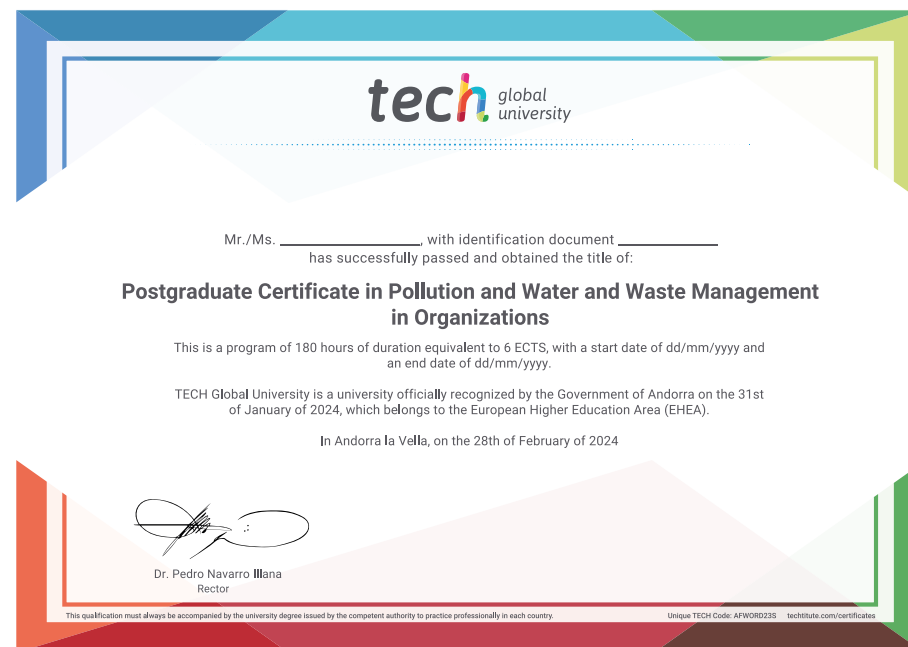 tech global university
Mr./Ms. ____________, with identification document ____________
has successfully passed and obtained the title of:
Postgraduate Certificate in Pollution and Water and Waste Management
in Organizations
This is a program of 180 hours of duration equivalent to 6 ECTS, with a start date of dd/mm/yyyy and
an end date of dd/mm/yyyy.
TECH Global University is a university officially recognized by the Government of Andorra on the 31st
of January of 2024, which belongs to the European Higher Education Area (EHEA).
In Andorra la Vella, on the 28th of February of 2024
Dr. Pedro Navarro Illana
Rector
This qualification must always be accompanied by the university degree issued by the competent authority to practice professionally in each country.
Unique TECH Code: AFWORD23S techtitute.com/certificates